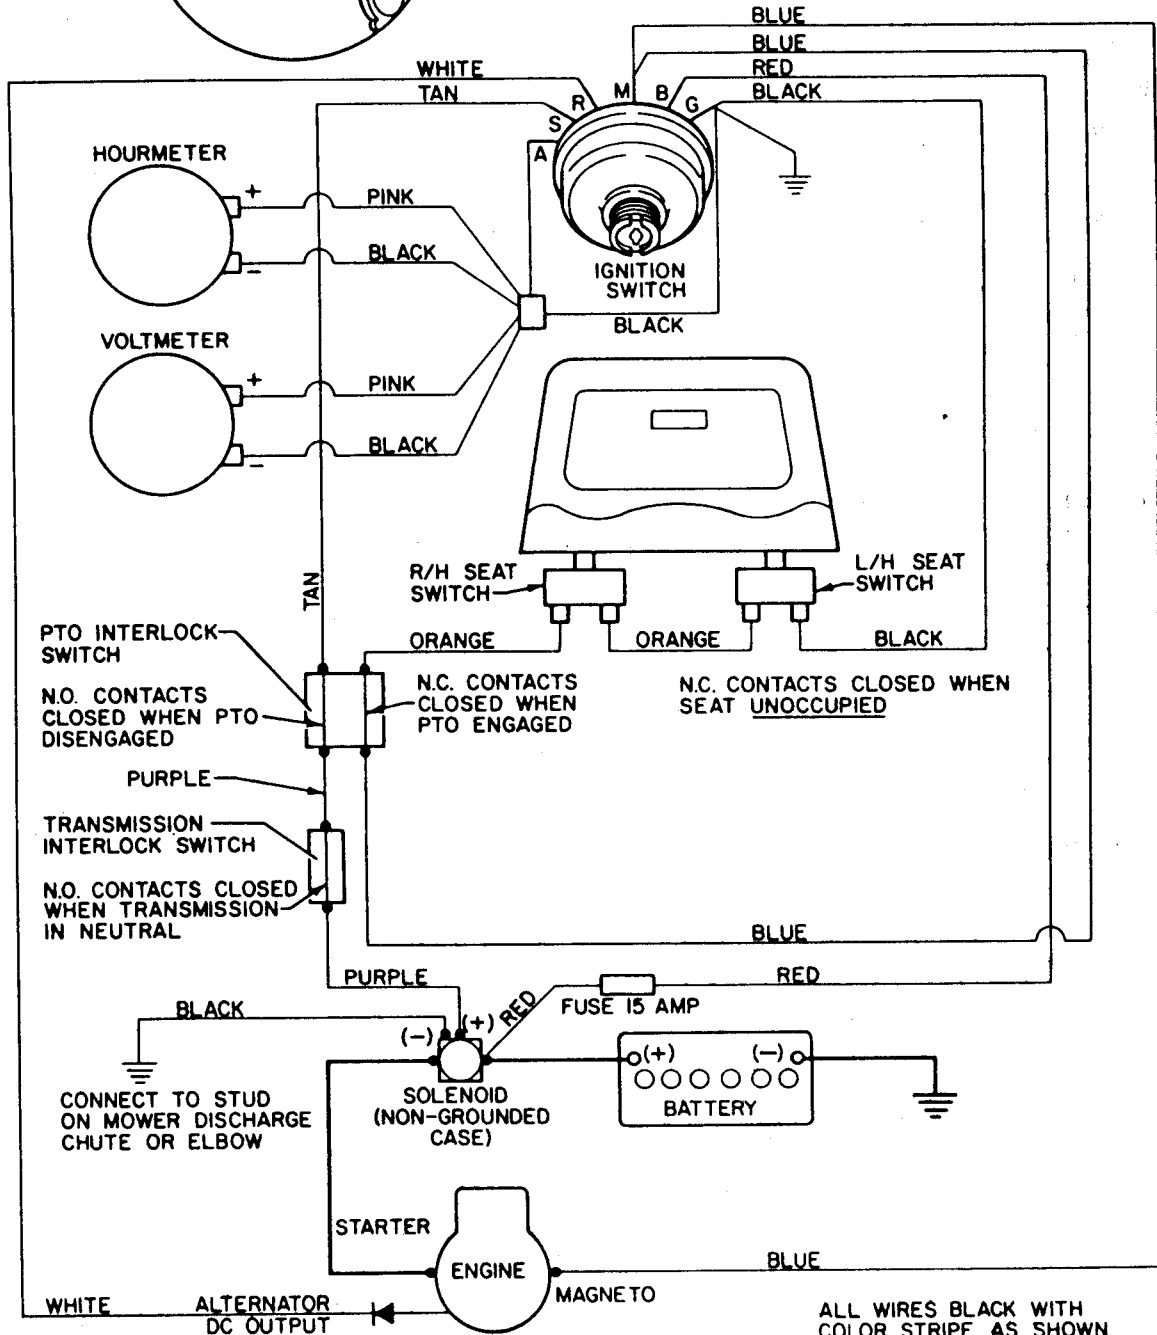 BLUE
BLUE
WHITE
RED
TAN
BLACK
M
B
R
G
S
A
HOURMETER
+
PINK
BLACK
−
IGNITION
SWITCH
BLACK
VOLTMETER
+
PINK
BLACK
−
R/H SEAT
SWITCH
L/H SEAT
SWITCH
TAN
PTO INTERLOCK
SWITCH
ORANGE
ORANGE
BLACK
N.O. CONTACTS
CLOSED WHEN PTO
DISENGAGED
N.C. CONTACTS
CLOSED WHEN
PTO ENGAGED
N.C. CONTACTS CLOSED WHEN
SEAT UNOCCUPIED
PURPLE
TRANSMISSION
INTERLOCK SWITCH
N.O. CONTACTS CLOSED
WHEN TRANSMISSION
IN NEUTRAL
BLUE
PURPLE
RED
RED
FUSE 15 AMP
BLACK
(-)
(+)
(+)
(-)
BATTERY
CONNECT TO STUD
ON MOWER DISCHARGE
CHUTE OR ELBOW
SOLENOID
(NON-GROUNDED
CASE)
STARTER
ENGINE
BLUE
MAGNETO
WHITE
ALTERNATOR
DC OUTPUT
ALL WIRES BLACK WITH
COLOR STRIPE AS SHOWN